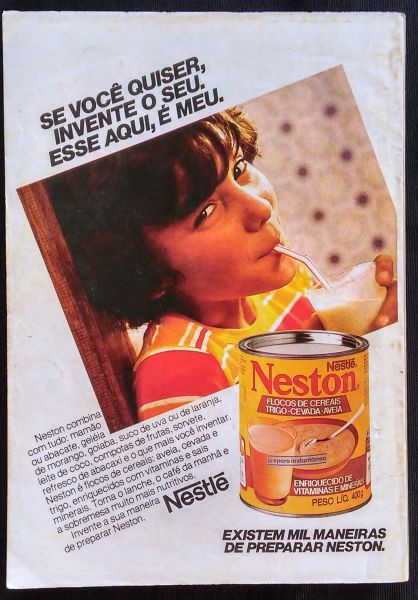 SE VOCÊ QUISER,
INVENTE O SEU.
ESSE AQUI, É MEU.
Nestlé
Neston
FLOCOS DE CEREAIS
TRIGO-CEVADA-AVEIA
preparo instantâneo
ENRIQUECIDO DE
VITAMINAS E MINERAIS
PESO LÍQ. 400g
Neston combina
com tudo: mamão
ou abacate, geléia
de morango, goiaba, suco de uva ou de laranja,
leite de coco, compotas de frutas, sorvete,
refresco de abacaxi e o que mais você inventar.
Neston é flocos de cereais: aveia, cevada e
trigo, enriquecidos com vitaminas e sais
minerais. Torna o lanche, o café da manhã e
a sobremesa muito mais nutritivos.
Invente a sua maneira
de preparar Neston.
Nestlé
EXISTEM MIL MANEIRAS
DE PREPARAR NESTON.